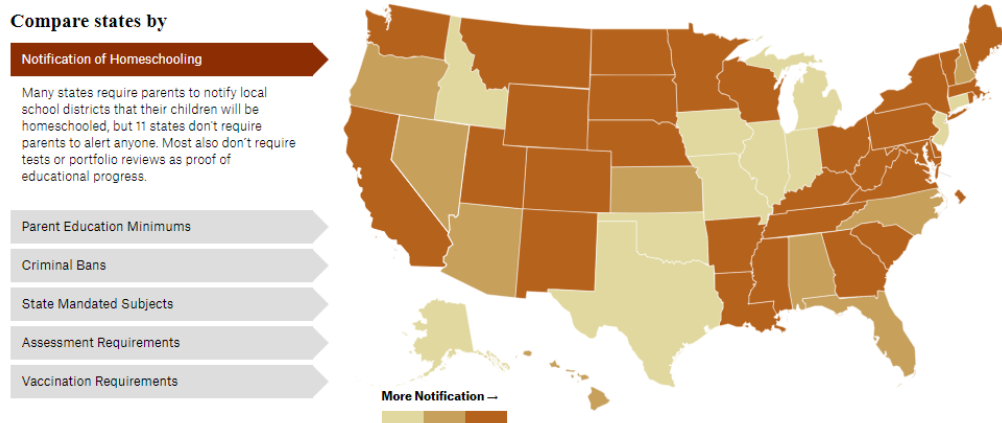 Compare states by
Notification of Homeschooling
Many states require parents to notify local
school districts that their children will be
homeschooled, but 11 states don't require
parents to alert anyone. Most also don't require
tests or portfolio reviews as proof of
educational progress.
Parent Education Minimums
Criminal Bans
State Mandated Subjects
Assessment Requirements
Vaccination Requirements
More Notification →